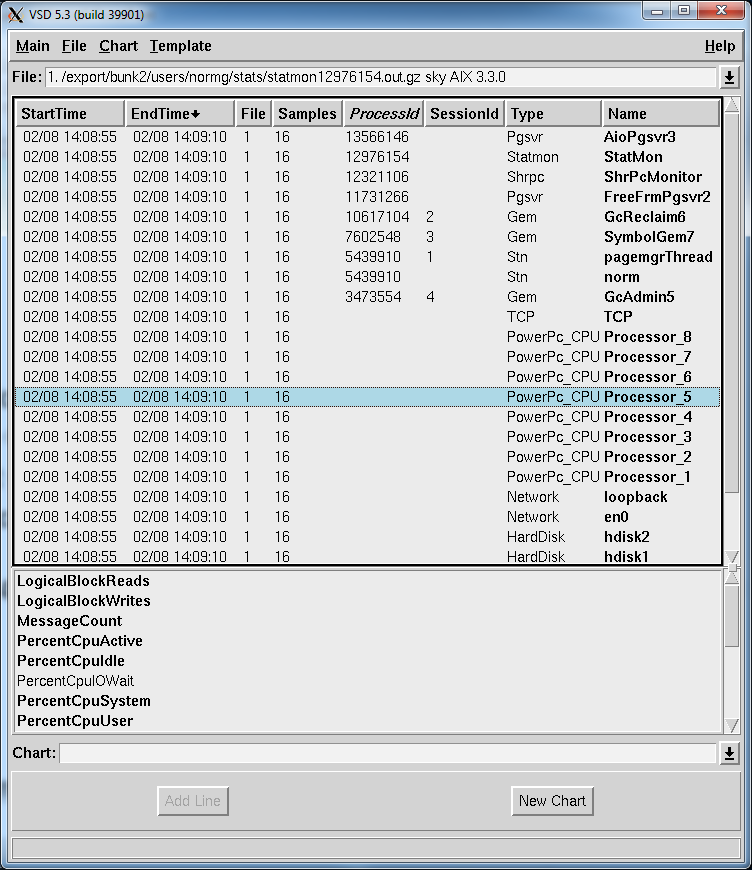 VSD 5.3 (build 39901)
Main File Chart Template Help
File: 1. /export/bunk2/users/normg/stats/statmon12976154.out.gz sky AIX 3.3.0
StartTime EndTime File Samples ProcessId SessionId Type Name
02/08 14:08:55 02/08 14:09:10 1 16 13566146 Pgsvr AioPgsvr3
02/08 14:08:55 02/08 14:09:10 1 16 12976154 Statmon StatMon
02/08 14:08:55 02/08 14:09:10 1 16 12321106 Shrpc ShrPcMonitor
02/08 14:08:55 02/08 14:09:10 1 16 11731266 Pgsvr FreeFrmPgsvr2
02/08 14:08:55 02/08 14:09:10 1 16 10617104 2 Gem GcReclaim6
02/08 14:08:55 02/08 14:09:10 1 16 7602548 3 Gem SymbolGem7
02/08 14:08:55 02/08 14:09:10 1 16 5439910 1 Stn pagemgrThread
02/08 14:08:55 02/08 14:09:10 1 16 5439910 Stn norm
02/08 14:08:55 02/08 14:09:10 1 16 3473554 4 Gem GcAdmin5
02/08 14:08:55 02/08 14:09:10 1 16 TCP TCP
02/08 14:08:55 02/08 14:09:10 1 16 PowerPc_CPU Processor_8
02/08 14:08:55 02/08 14:09:10 1 16 PowerPc_CPU Processor_7
02/08 14:08:55 02/08 14:09:10 1 16 PowerPc_CPU Processor_6
02/08 14:08:55 02/08 14:09:10 1 16 PowerPc_CPU Processor_5
02/08 14:08:55 02/08 14:09:10 1 16 PowerPc_CPU Processor_4
02/08 14:08:55 02/08 14:09:10 1 16 PowerPc_CPU Processor_3
02/08 14:08:55 02/08 14:09:10 1 16 PowerPc_CPU Processor_2
02/08 14:08:55 02/08 14:09:10 1 16 PowerPc_CPU Processor_1
02/08 14:08:55 02/08 14:09:10 1 16 Network loopback
02/08 14:08:55 02/08 14:09:10 1 16 Network en0
02/08 14:08:55 02/08 14:09:10 1 16 HardDisk hdisk2
02/08 14:08:55 02/08 14:09:10 1 16 HardDisk hdisk1
LogicalBlockReads
LogicalBlockWrites
MessageCount
PercentCpuActive
PercentCpuIdle
PercentCpuIOWait
PercentCpuSystem
PercentCpuUser
Chart:
Add Line New Chart